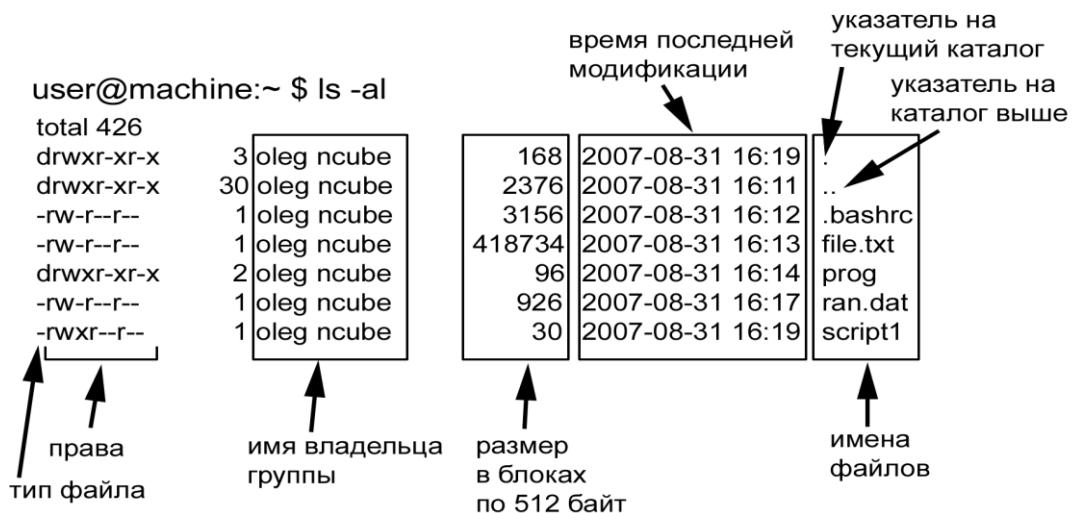 время последней
модификации
указатель на
текущий каталог
указатель на
каталог выше
user@machine:~ $ ls -al
total 426
drwxr-xr-x 3 oleg ncube 168 2007-08-31 16:19 .
drwxr-xr-x 30 oleg ncube 2376 2007-08-31 16:11 ..
-rw-r--r-- 1 oleg ncube 3156 2007-08-31 16:12 .bashrc
-rw-r--r-- 1 oleg ncube 418734 2007-08-31 16:13 file.txt
drwxr-xr-x 2 oleg ncube 96 2007-08-31 16:14 prog
-rw-r--r-- 1 oleg ncube 926 2007-08-31 16:17 ran.dat
-rwxr--r-- 1 oleg ncube 30 2007-08-31 16:19 script1
права
тип файла
имя владельца
группы
размер
в блоках
по 512 байт
имена
файлов